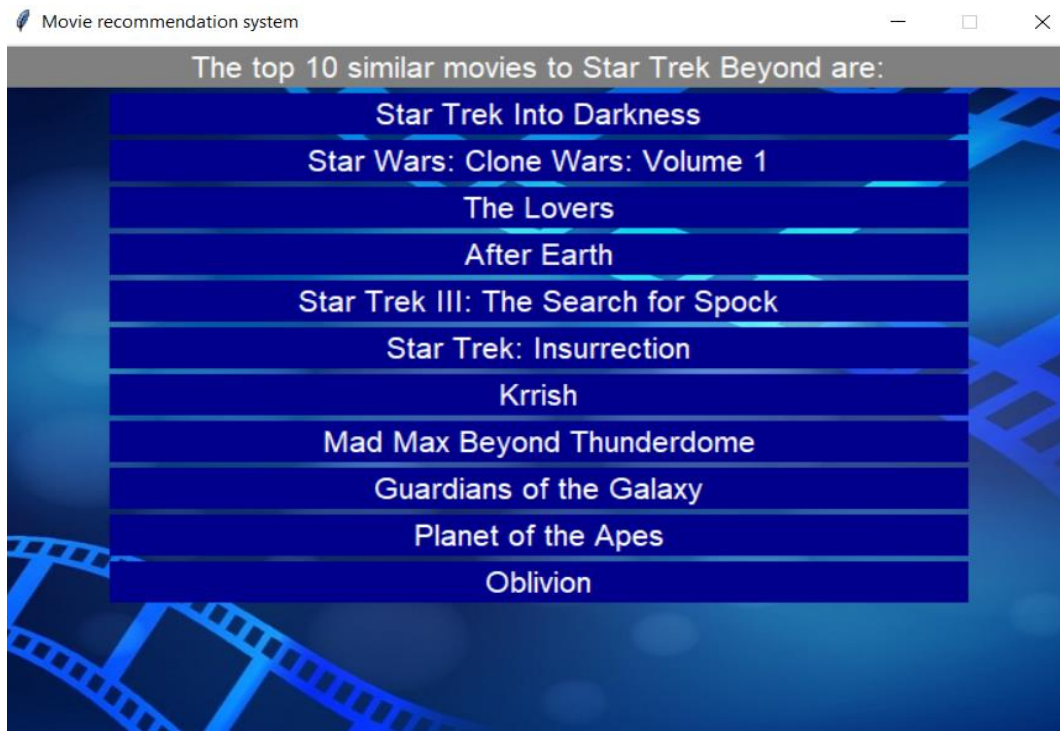 Movie recommendation system
The top 10 similar movies to Star Trek Beyond are:
Star Trek Into Darkness
Star Wars: Clone Wars: Volume 1
The Lovers
After Earth
Star Trek III: The Search for Spock
Star Trek: Insurrection
Krrish
Mad Max Beyond Thunderdome
Guardians of the Galaxy
Planet of the Apes
Oblivion